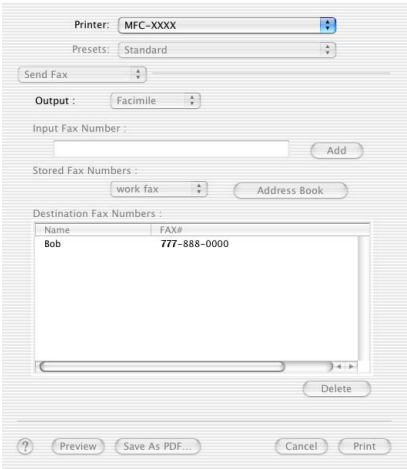 Printer: MFC-XXXX
Presets: Standard
Send Fax
Output : Facimile
Input Fax Number :
Add
Stored Fax Numbers :
work fax Address Book
Destination Fax Numbers :
Name FAX#
Bob 777-888-0000
Delete
? Preview Save As PDF... Cancel Print